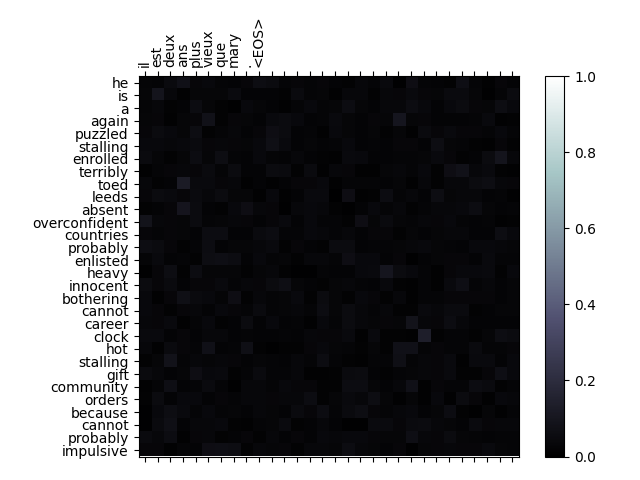 il est deux ans plus vieux que mary . <EOS>
he
is
a
again
puzzled
stalling
enrolled
terribly
toed
leeds
absent
overconfident
countries
probably
enlisted
heavy
innocent
bothering
cannot
career
clock
hot
stalling
gift
community
orders
because
cannot
probably
impulsive
1.0
0.8
0.6
0.4
0.2
0.0